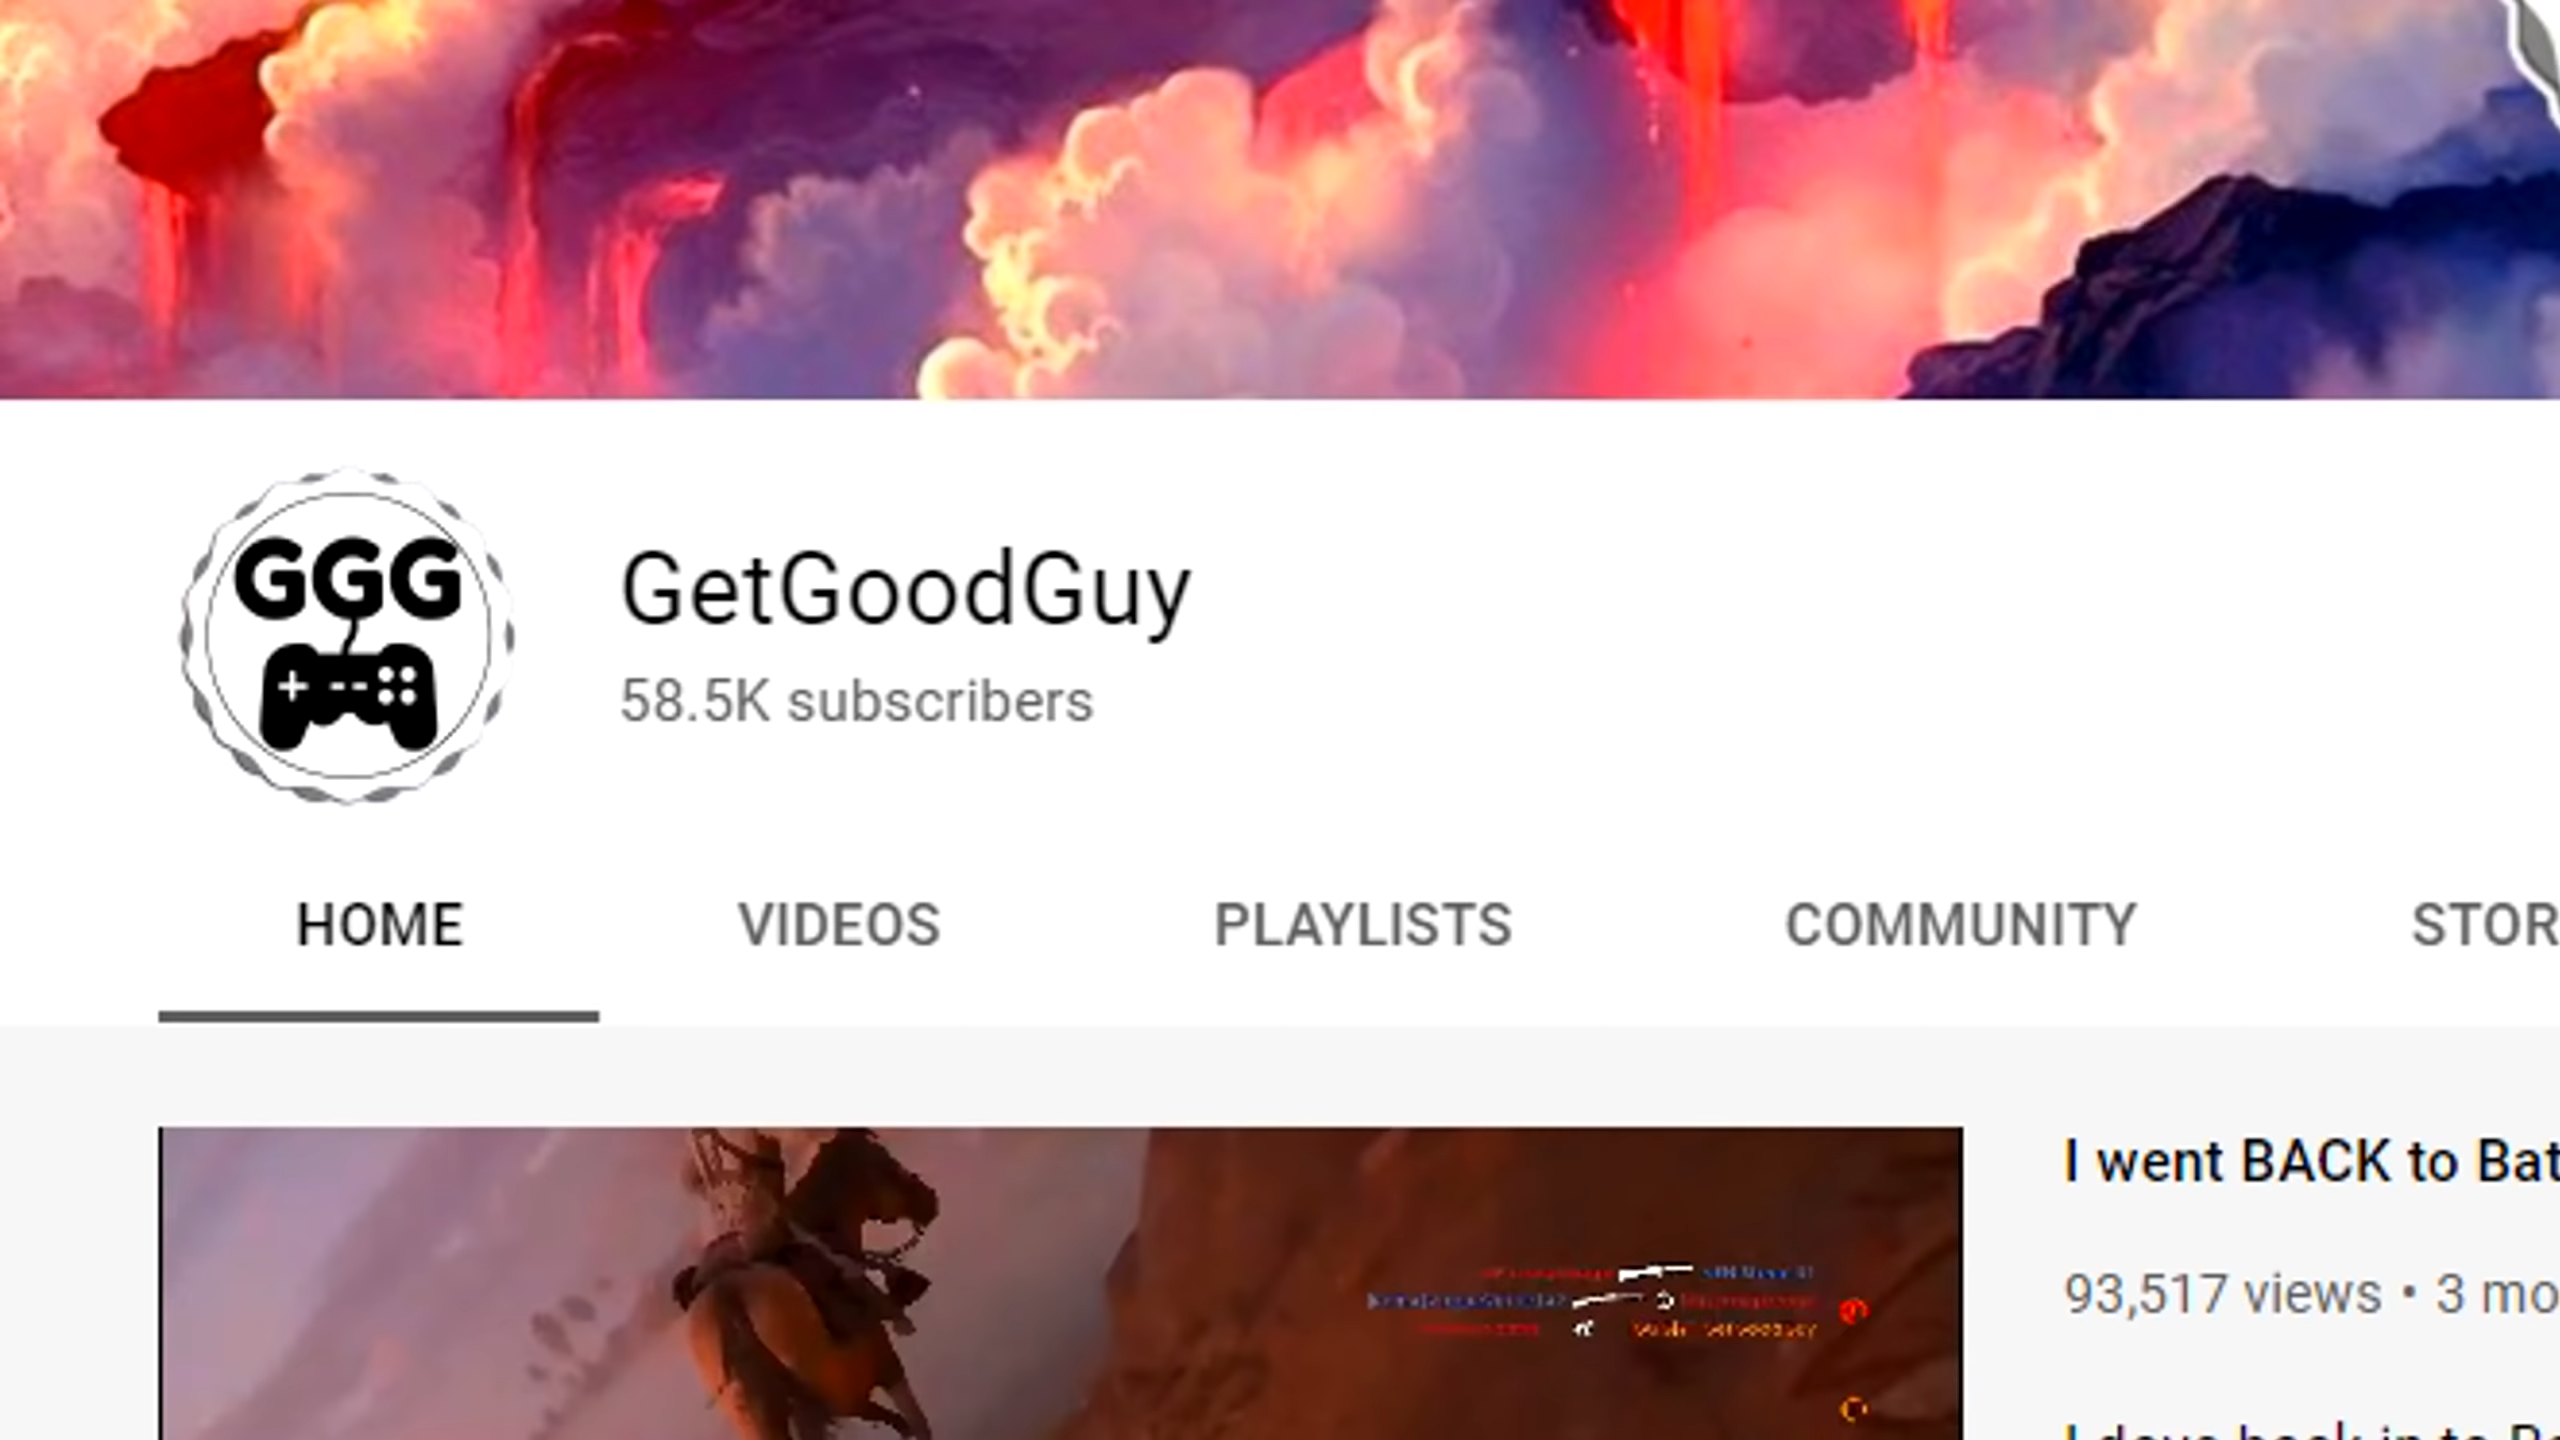 GGG
GetGoodGuy
58.5K subscribers
HOME VIDEOS PLAYLISTS COMMUNITY STOR
I went BACK to Bat
93,517 views • 3 mo